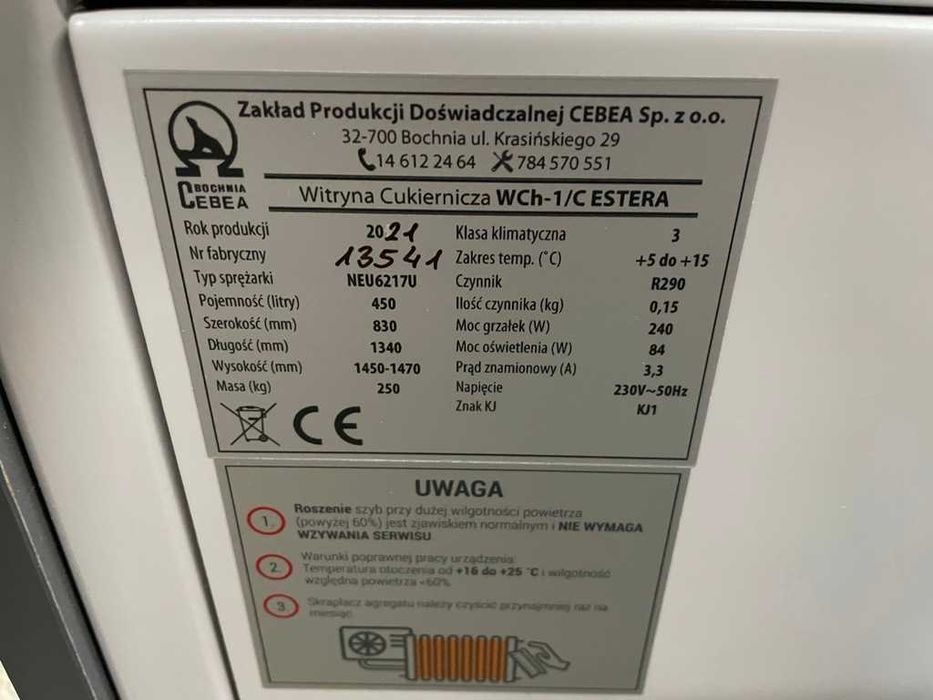 Zakład Produkcji Doświadczalnej CEBEA Sp. z o.o.
32-700 Bochnia ul. Krasińskiego 29
14 612 24 64 784 570 551
BOCHNIA
CEBEA
Witryna Cukiernicza WCh-1/C ESTERA
Rok produkcji 2021 Klasa klimatyczna 3
Nr fabryczny 13541 Zakres temp. (°C) +5 do +15
Typ sprężarki NEU6217U Czynnik R290
Pojemność (litry) 450 Ilość czynnika (kg) 0,15
Szerokość (mm) 830 Moc grzałek (W) 240
Długość (mm) 1340 Moc oświetlenia (W) 84
Wysokość (mm) 1450-1470 Prąd znamionowy (A) 3,3
Masa (kg) 250 Napięcie 230V~50Hz
Znak KJ KJ1
CE
UWAGA
1. Roszenie szyb przy dużej wilgotności powietrza
(powyżej 60%) jest zjawiskiem normalnym i NIE WYMAGA
WZYWANIA SERWISU.
2. Warunki poprawnej pracy urządzenia:
Temperatura otoczenia od +16 do +25 °C i wilgotność
względna powietrza <60%
3. Skraplacz agregatu należy czyścić przynajmniej raz na
miesiąc.